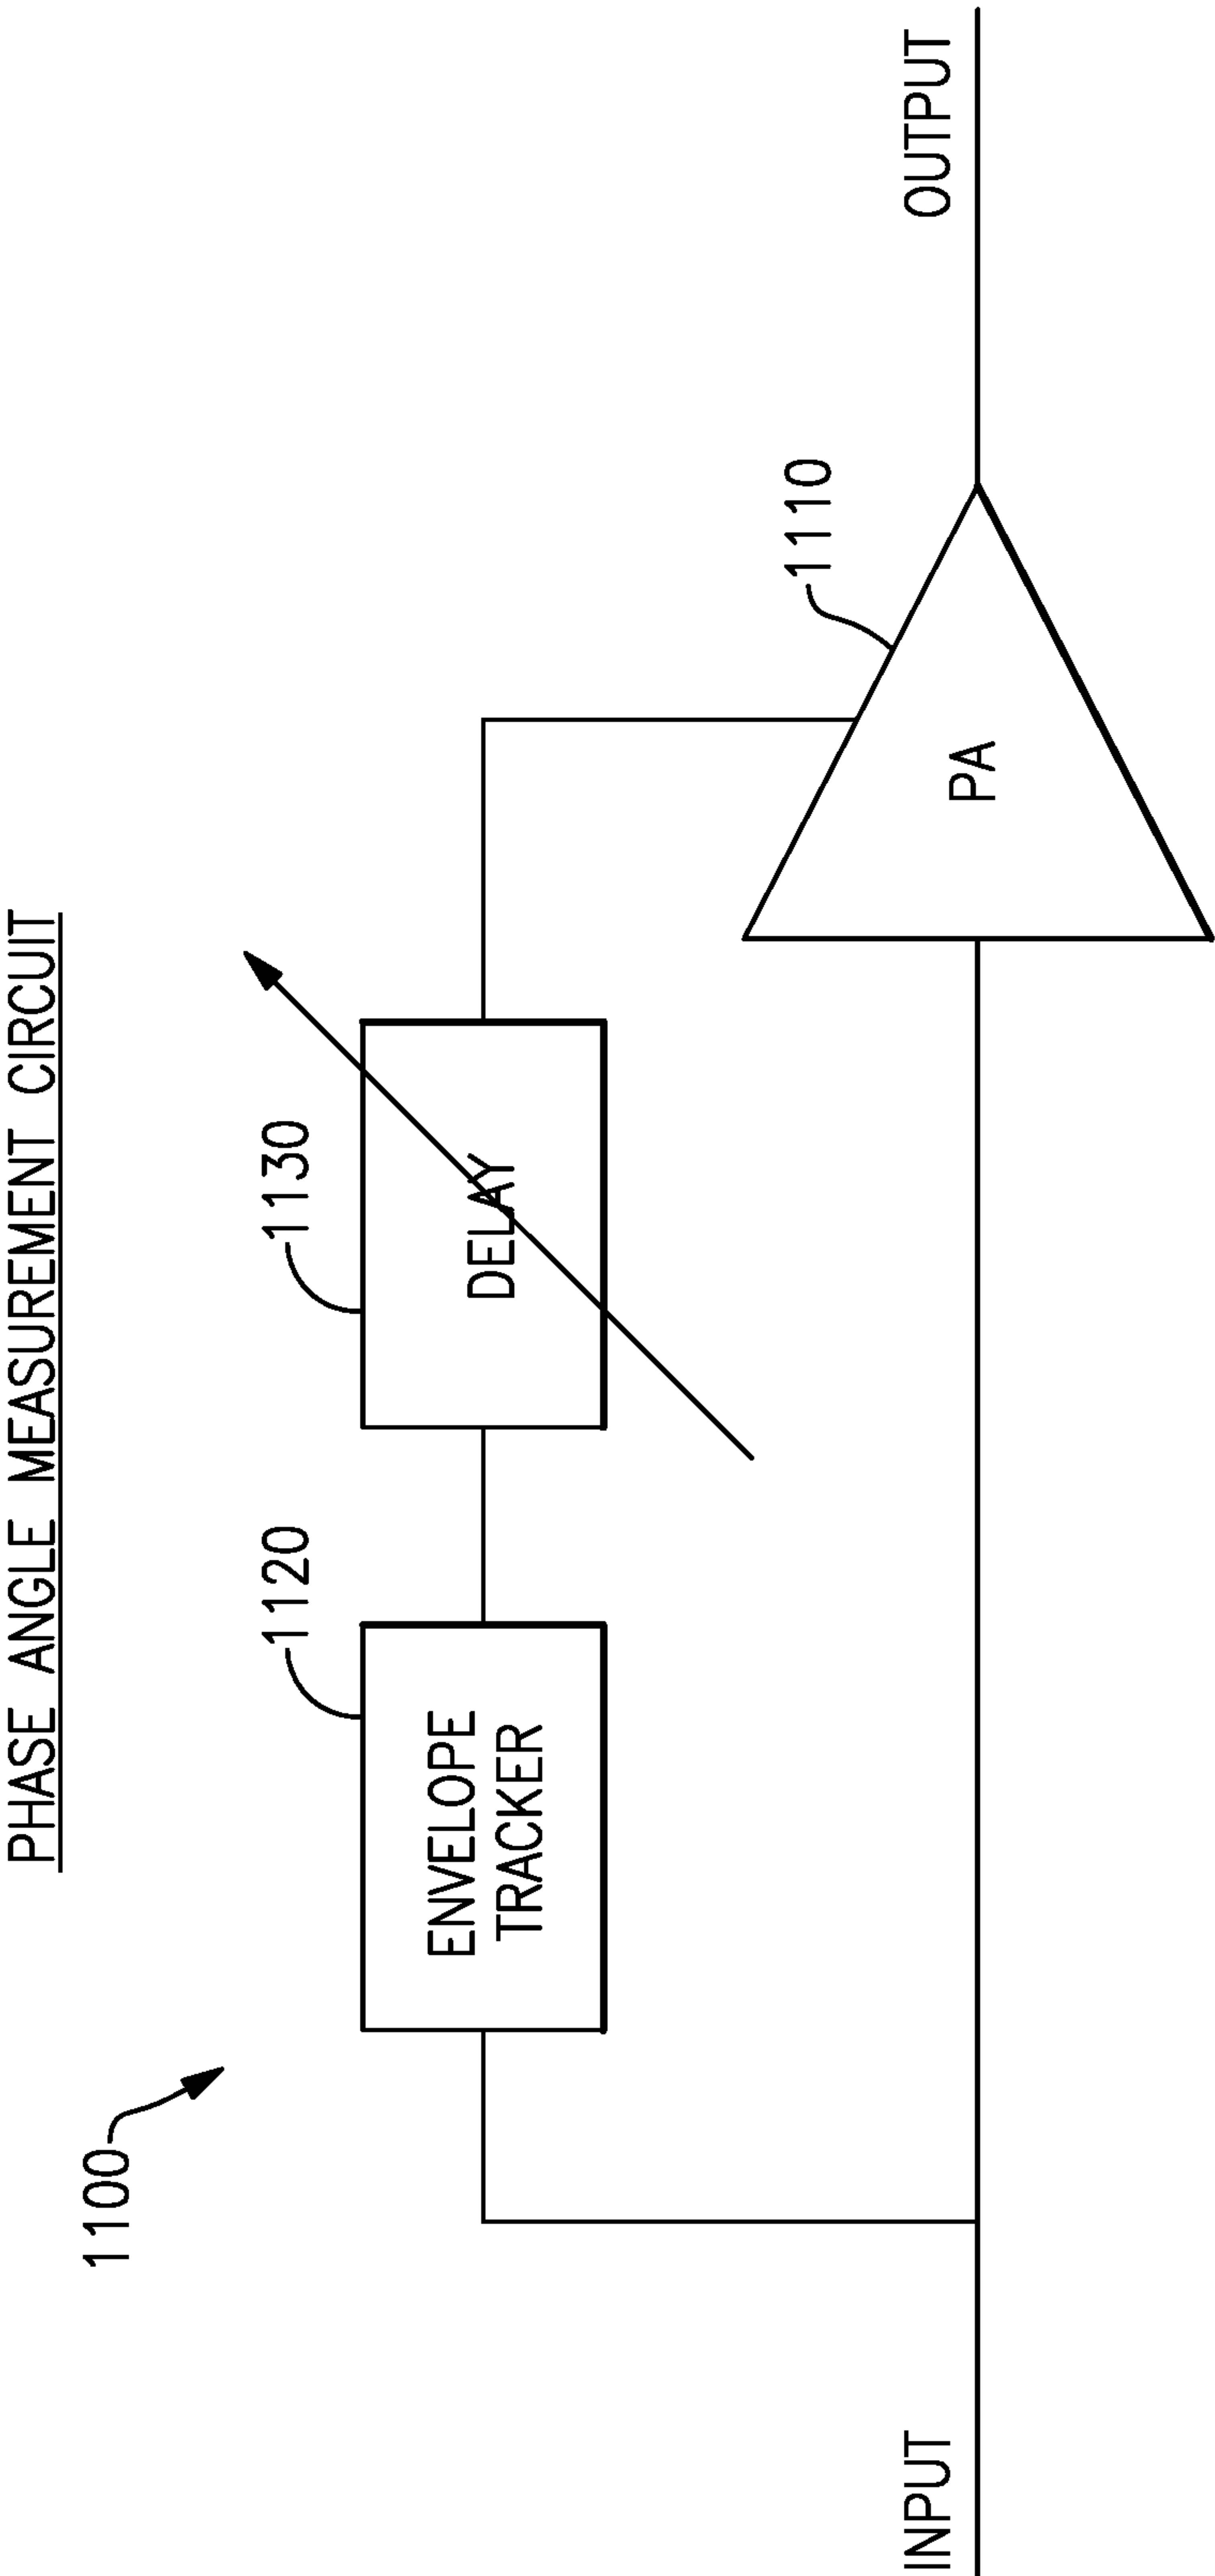 PHASE ANGLE MEASUREMENT CIRCUIT
1100
1120
1130
ENVELOPE
TRACKER
DELAY
1110
PA
INPUT
OUTPUT